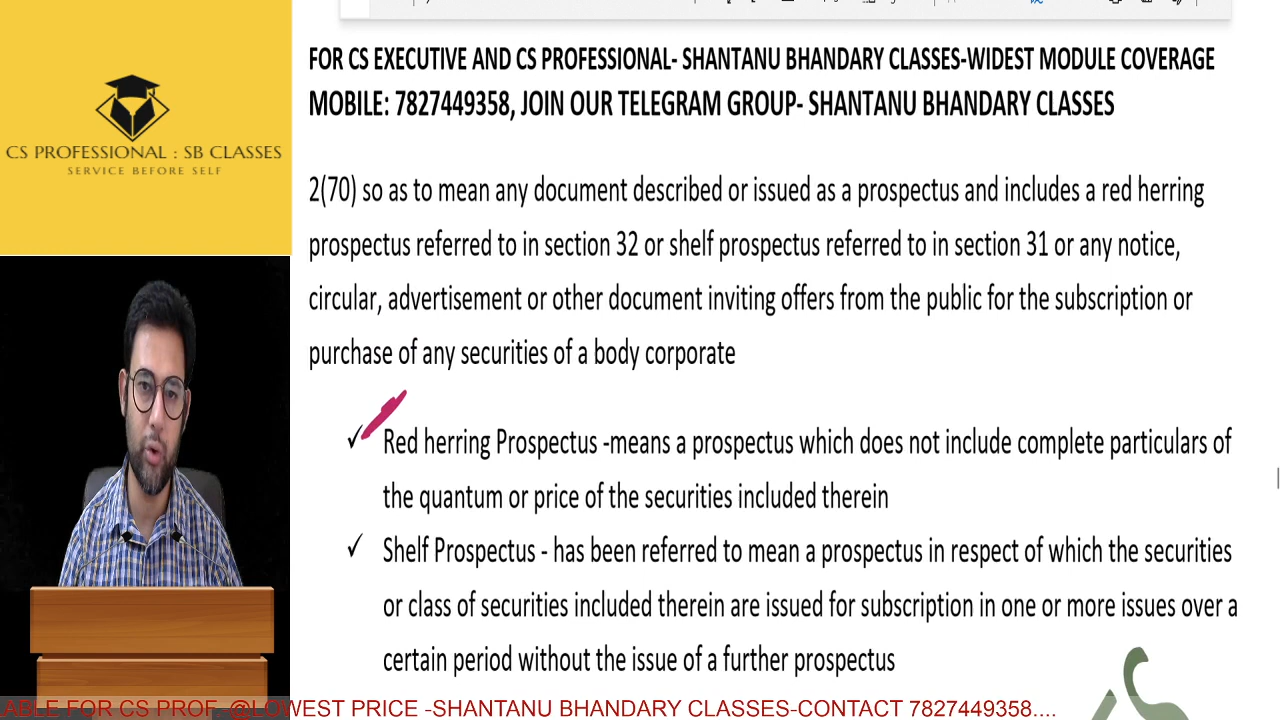 FOR CS EXECUTIVE AND CS PROFESSIONAL- SHANTANU BHANDARY CLASSES-WIDEST MODULE COVERAGE
MOBILE: 7827449358, JOIN OUR TELEGRAM GROUP- SHANTANU BHANDARY CLASSES
CS PROFESSIONAL : SB CLASSES
SERVICE BEFORE SELF
2(70) so as to mean any document described or issued as a prospectus and includes a red herring
prospectus referred to in section 32 or shelf prospectus referred to in section 31 or any notice,
circular, advertisement or other document inviting offers from the public for the subscription or
purchase of any securities of a body corporate
✓ Red herring Prospectus -means a prospectus which does not include complete particulars of
the quantum or price of the securities included therein
✓ Shelf Prospectus - has been referred to mean a prospectus in respect of which the securities
or class of securities included therein are issued for subscription in one or more issues over a
certain period without the issue of a further prospectus
ABLE FOR CS PROF -@LOWEST PRICE -SHANTANU BHANDARY CLASSES-CONTACT 7827449358....